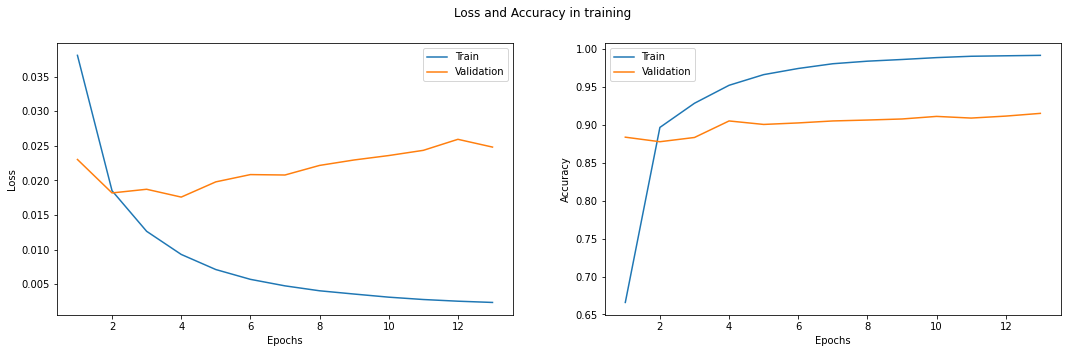 Loss and Accuracy in training
Train
Validation
0.035
0.030
0.025
0.020
0.015
0.010
0.005
Loss
2 4 6 8 10 12
Epochs
Train
Validation
1.00
0.95
0.90
0.85
0.80
0.75
0.70
0.65
Accuracy
2 4 6 8 10 12
Epochs